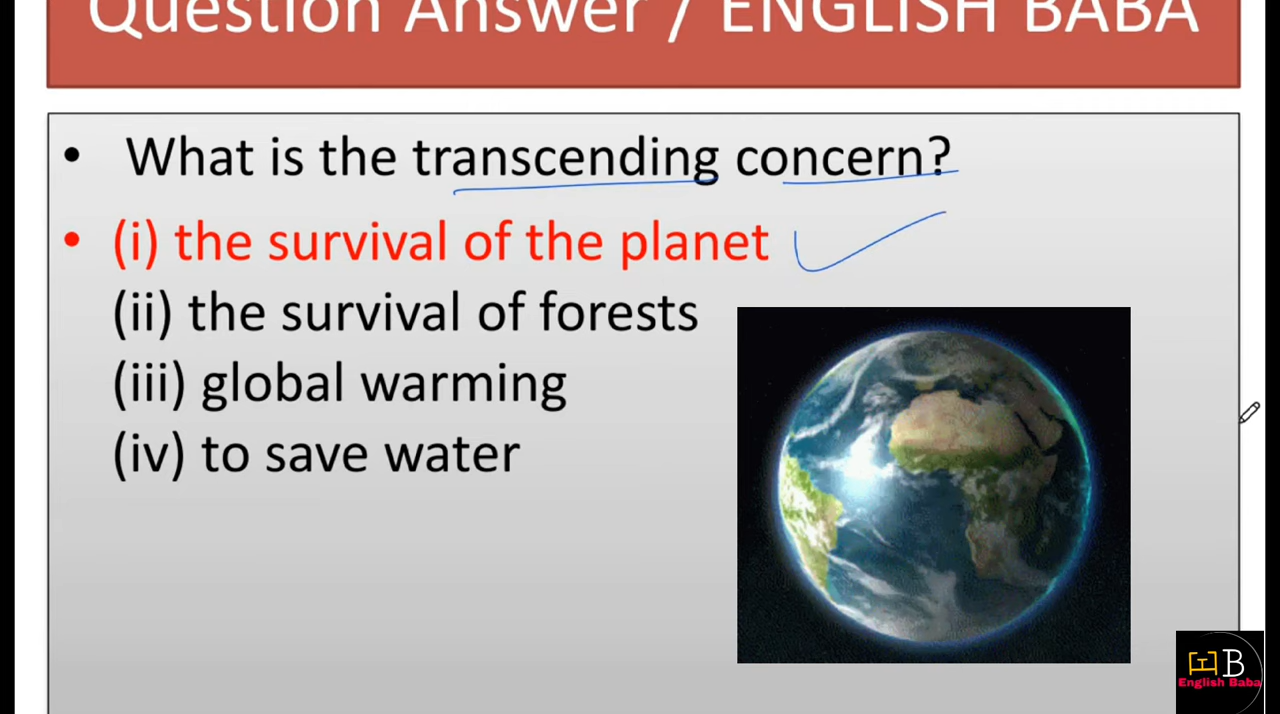 Question Answer / ENGLISH BABA
• What is the transcending concern?
• (i) the survival of the planet
(ii) the survival of forests
(iii) global warming
(iv) to save water
B
English Baba